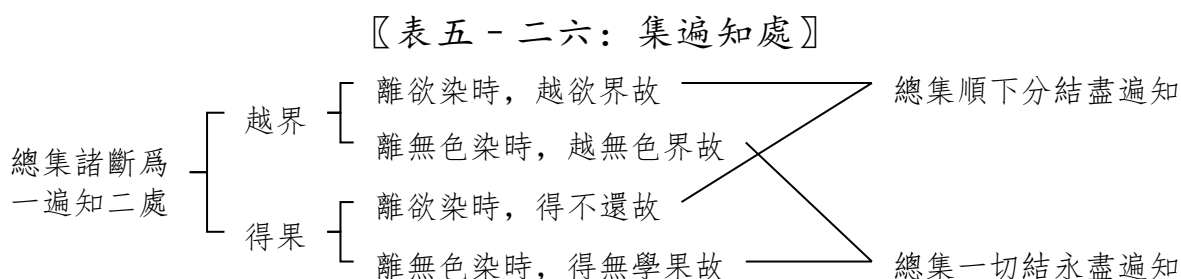 〖表五－二六：集遍知處〗
離欲染時，越欲界故
總集順下分結盡遍知
越界
離無色染時，越無色界故
總集諸斷爲
一遍知二處
離欲染時，得不還故
得果
離無色染時，得無學果故
總集一切結永盡遍知